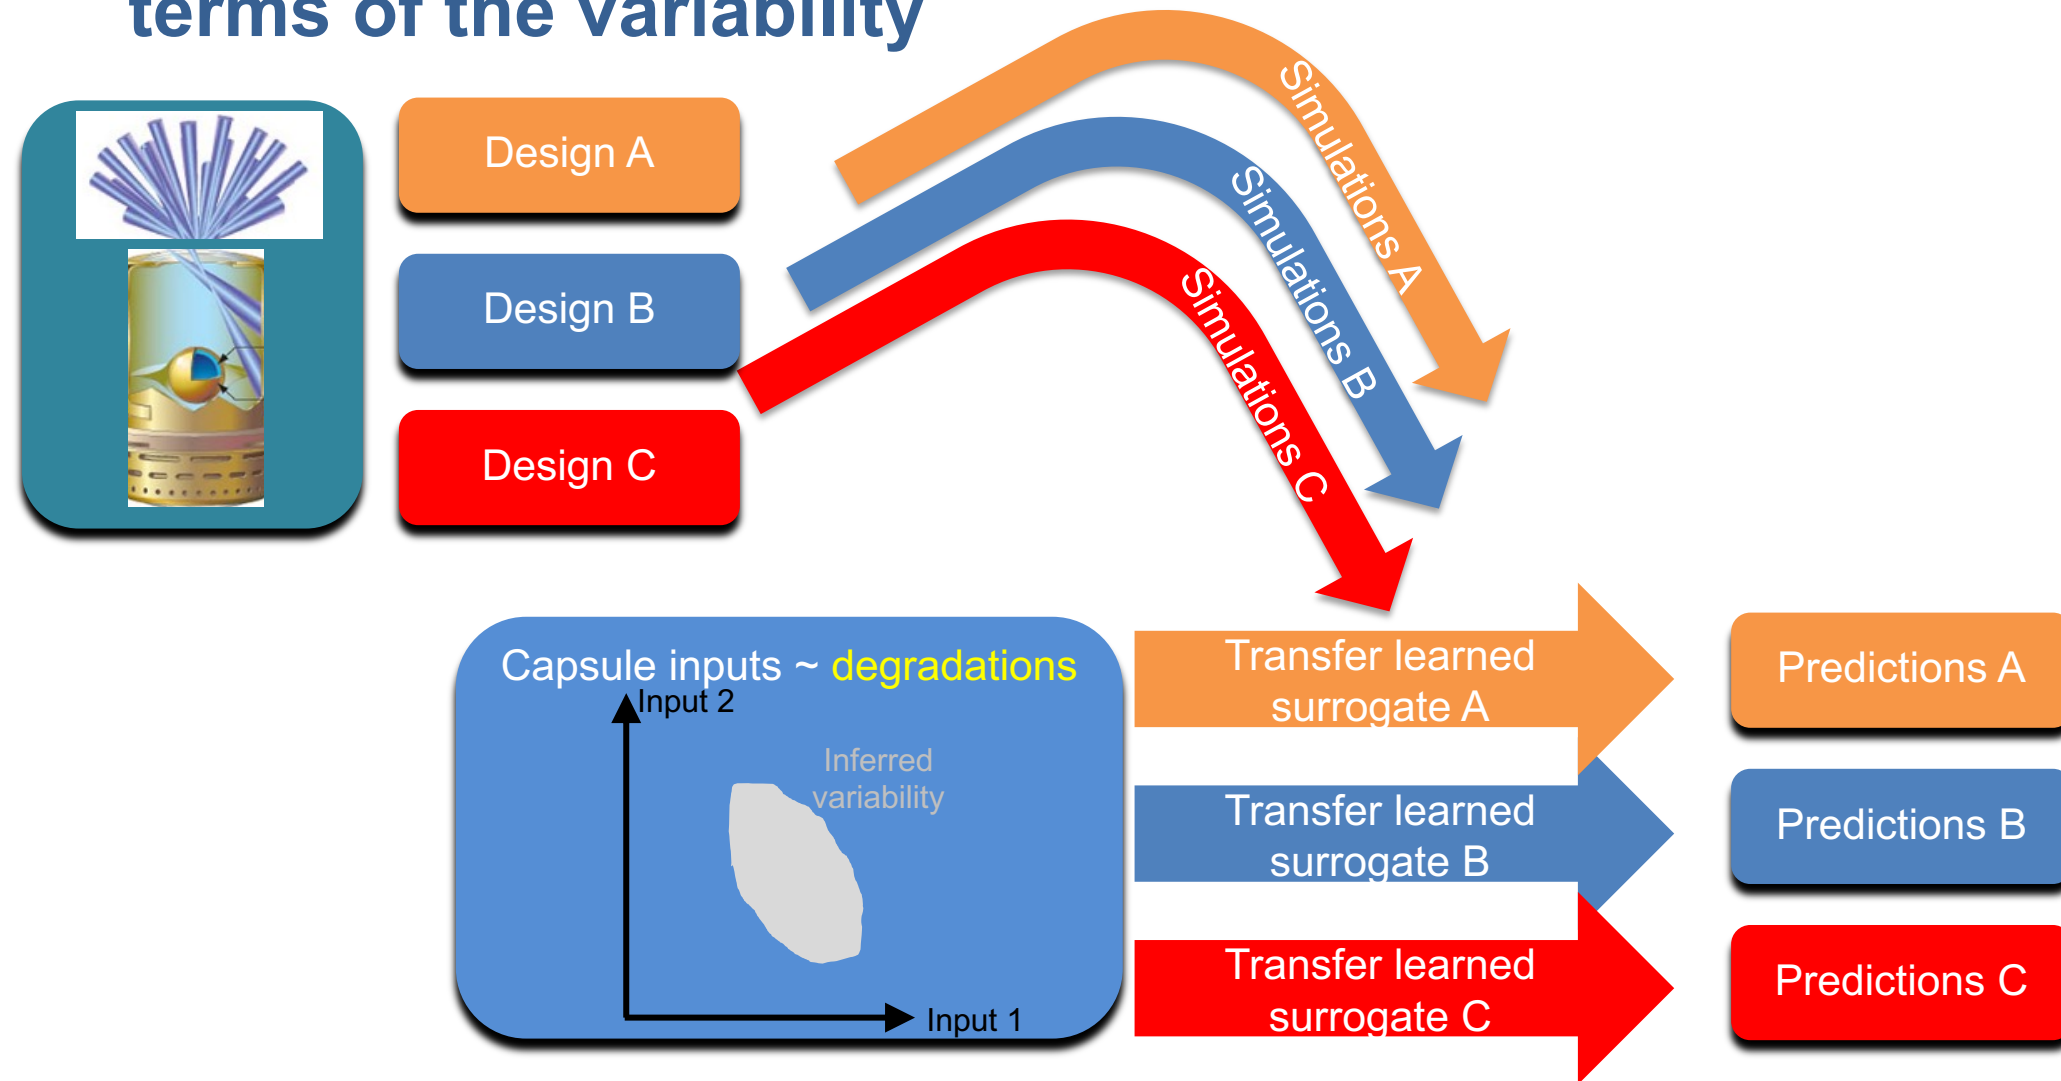 terms of the variability
Design A
Design B
Design C
Simulations A
Simulations B
Simulations C
Capsule inputs ~ degradations
Input 2
Inferred
variability
Input 1
Transfer learned
surrogate A
Transfer learned
surrogate B
Transfer learned
surrogate C
Predictions A
Predictions B
Predictions C